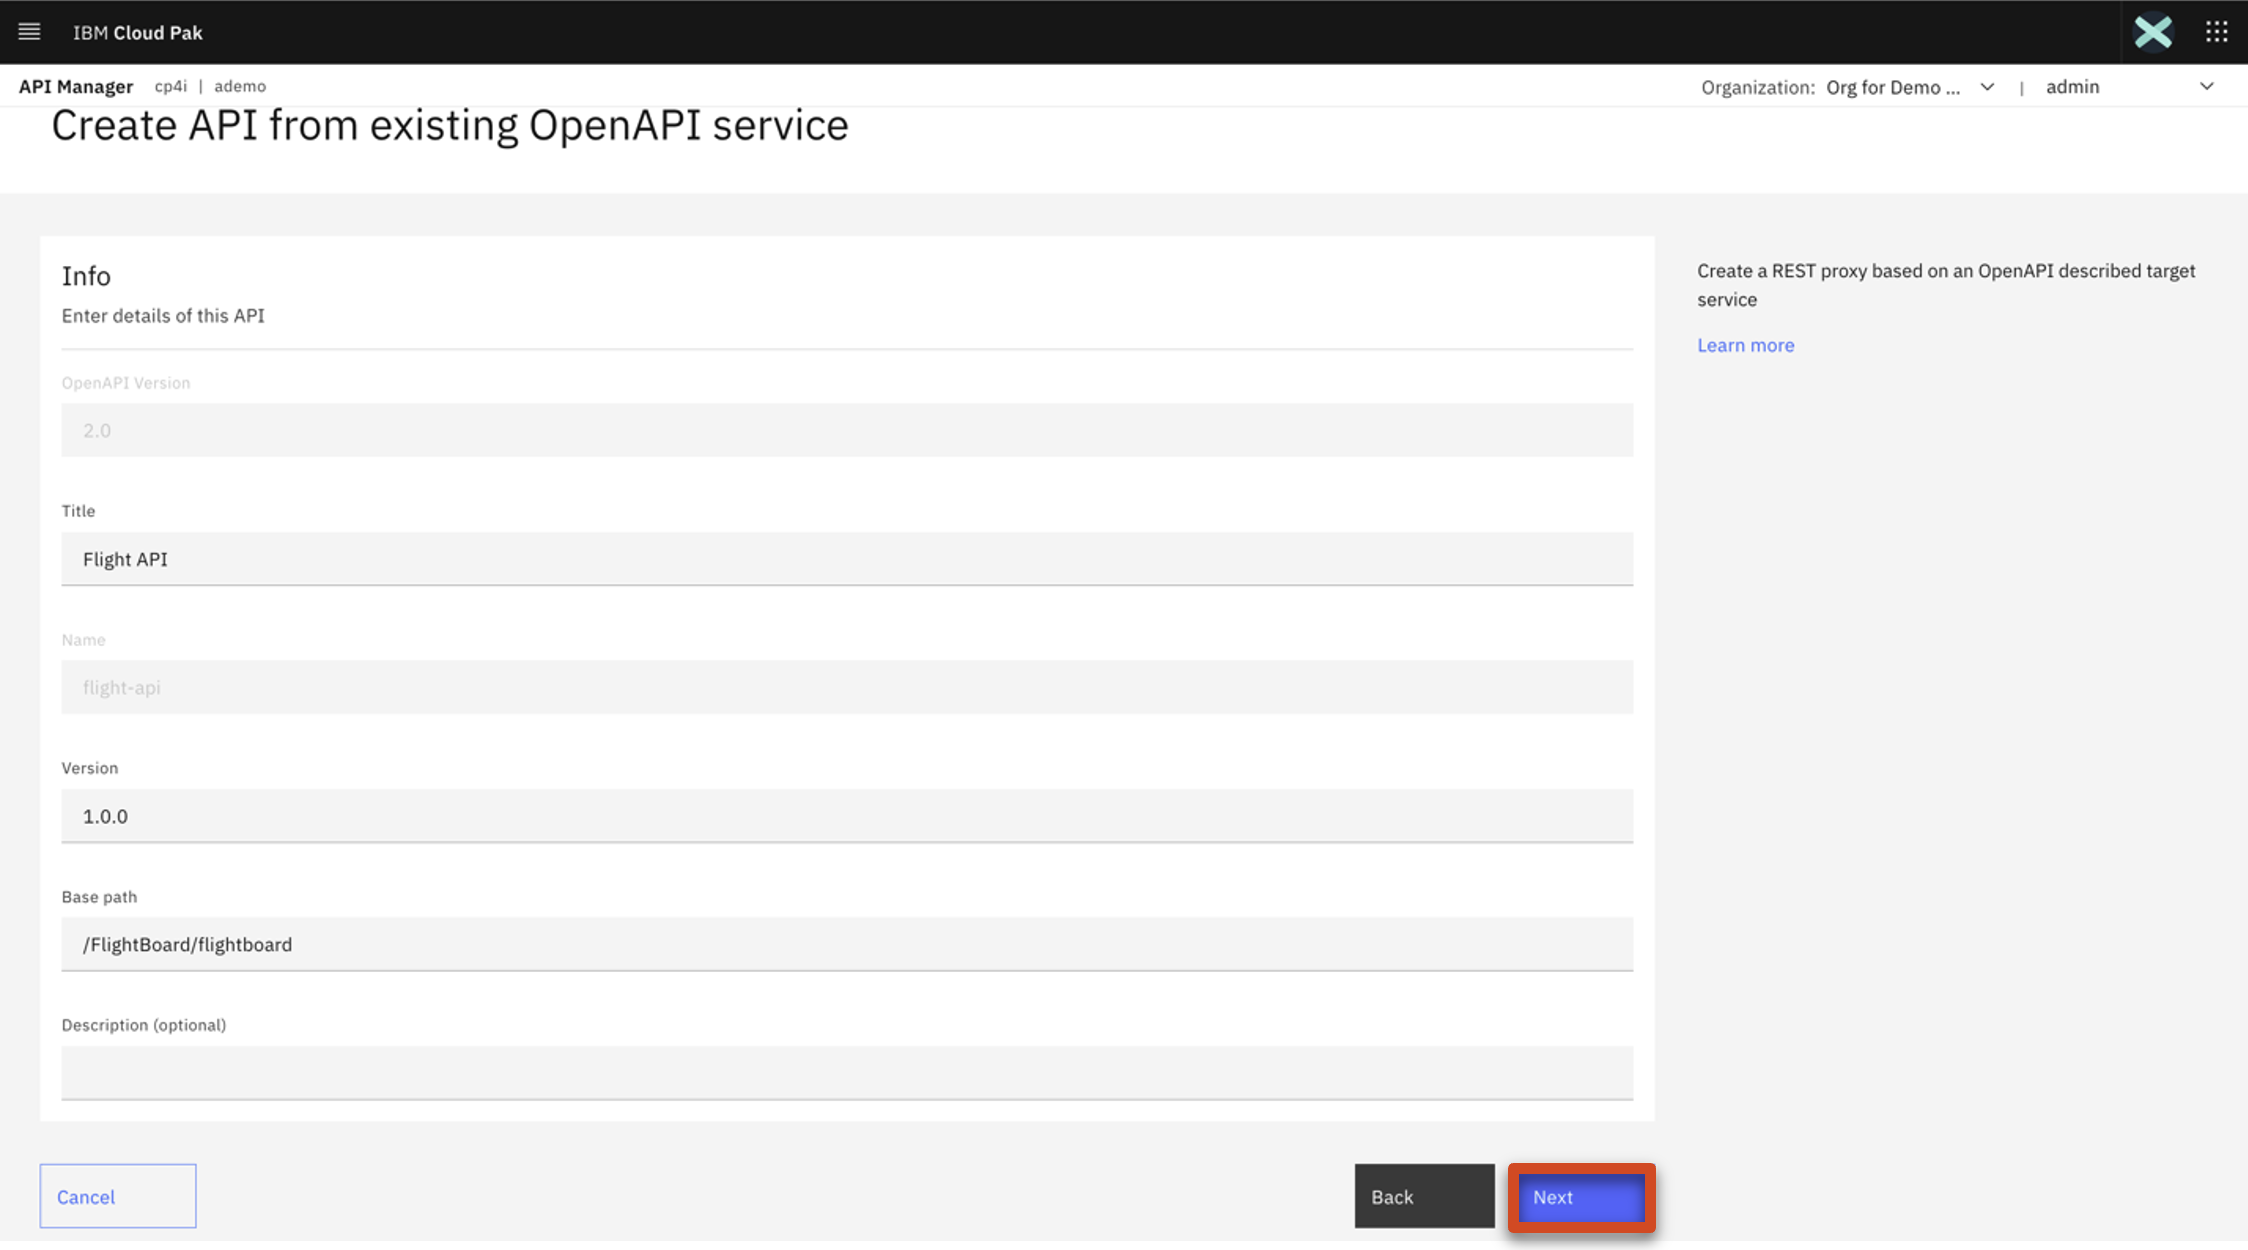 IBM Cloud Pak
API Manager cp4i | ademo Organization: Org for Demo ... | admin
Create API from existing OpenAPI service
Info
Enter details of this API
OpenAPI Version
2.0
Title
Flight API
Name
flight-api
Version
1.0.0
Base path
/FlightBoard/flightboard
Description (optional)
Create a REST proxy based on an OpenAPI described target
service
Learn more
Cancel
Back
Next